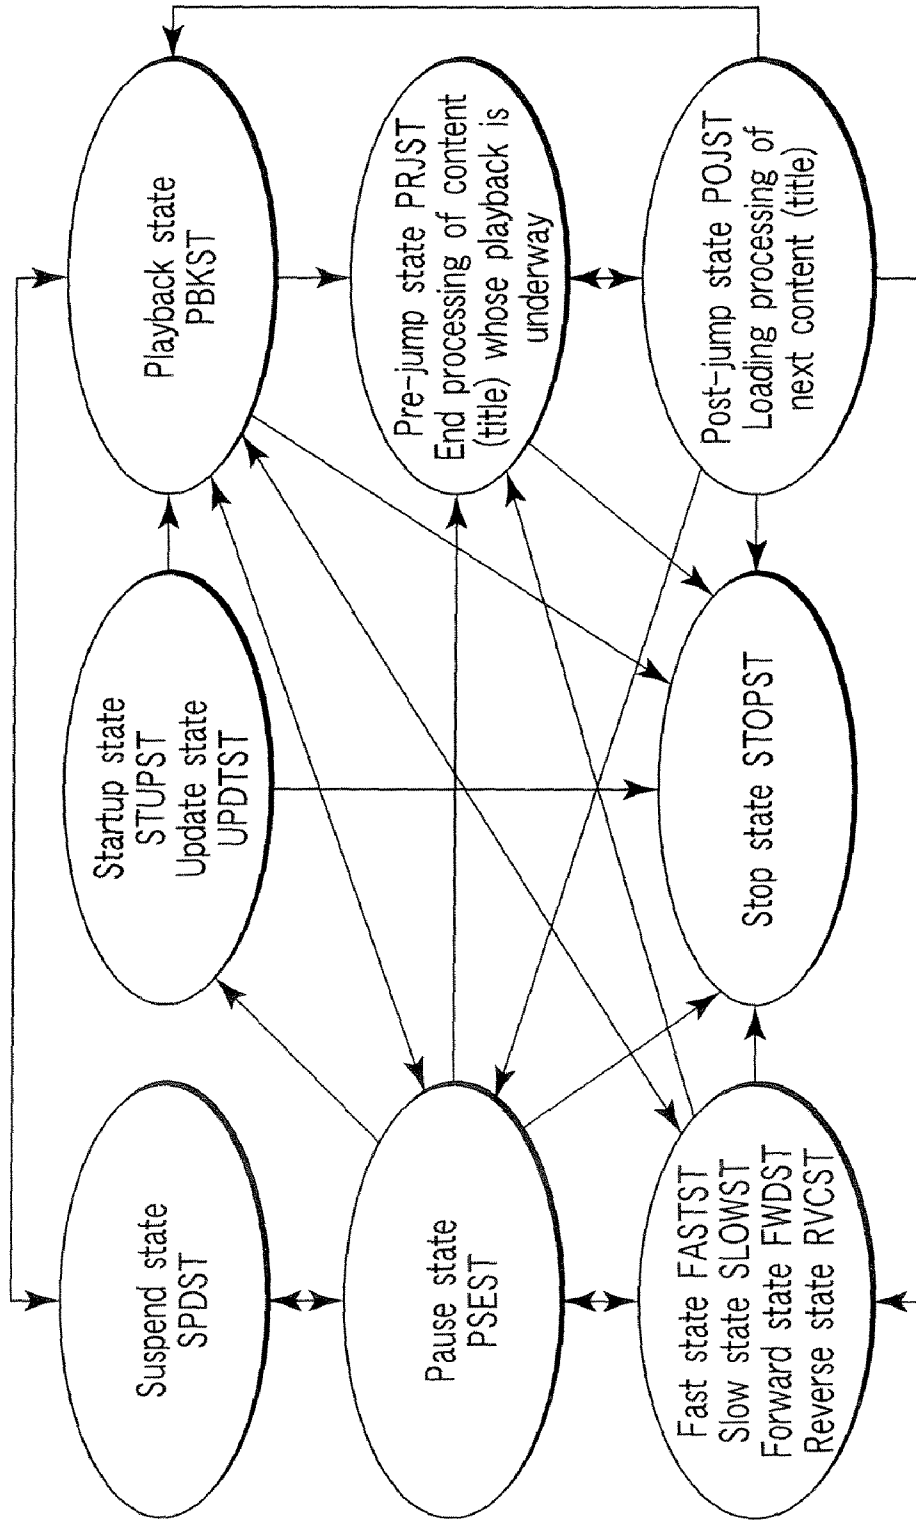 Suspend state
SPDST
Startup state
STUPST
Update state
UPDTST
Playback state
PBKST
Pause state
PSEST
Pre-jump state PRJST
End processing of content
(title) whose playback is
underway
Fast state FASTST
Slow state SLOWST
Forward state FWDST
Reverse state RVCST
Stop state STOPST
Post-jump state POJST
Loading processing of
next content (title)